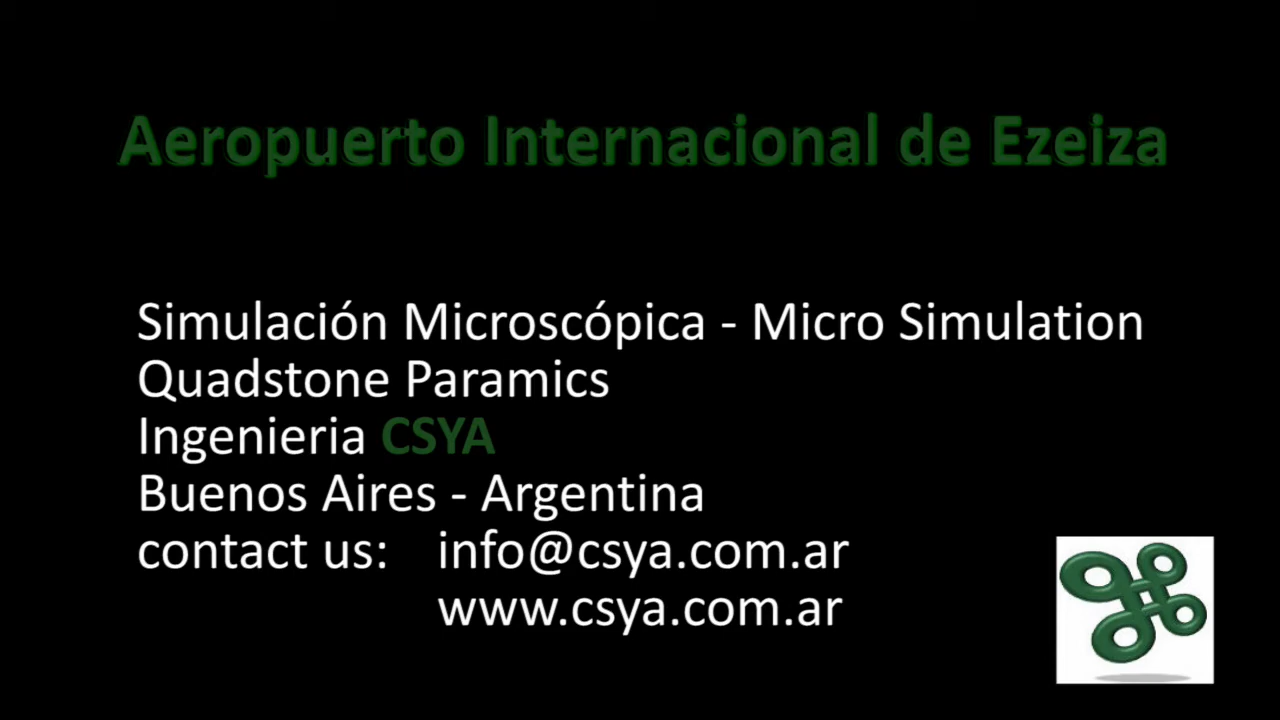 Aeropuerto Internacional de Ezeiza
Simulación Microscópica - Micro Simulation
Quadstone Paramics
Ingenieria CSYA
Buenos Aires - Argentina
contact us: info@csya.com.ar
www.csya.com.ar